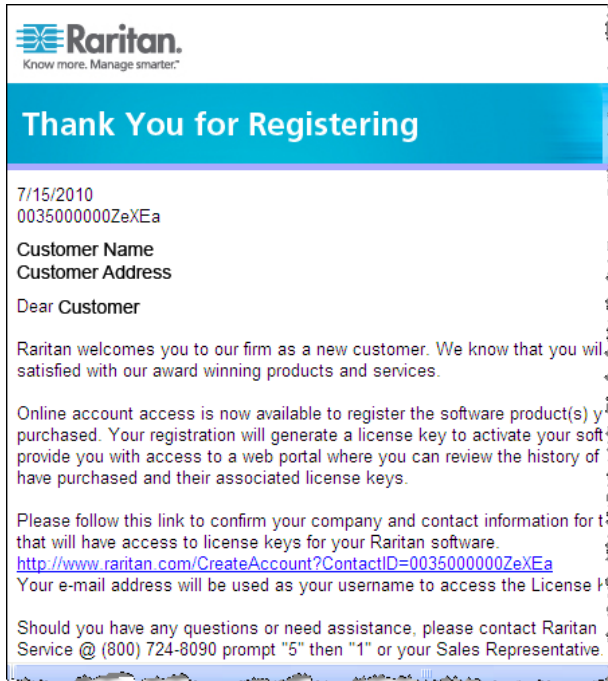 Raritan.
Know more. Manage smarter.™
Thank You for Registering
7/15/2010
0035000000ZeXEa
Customer Name
Customer Address
Dear Customer
Raritan welcomes you to our firm as a new customer. We know that you
satisfied with our award winning products and services.
Online account access is now available to register the software product(s)
purchased. Your registration will generate a license key to activate your
provide you with access to a web portal where you can review the history of
have purchased and their associated license keys.
Please follow this link to confirm your company and contact information for
that will have access to license keys for your Raritan software.
http://www.raritan.com/CreateAccount?ContactID=0035000000ZeXEa
Your e-mail address will be used as your username to access the License
Should you have any questions or need assistance, please contact Raritan
Service @ (800) 724-8090 prompt "5" then "1" or your Sales Representative.